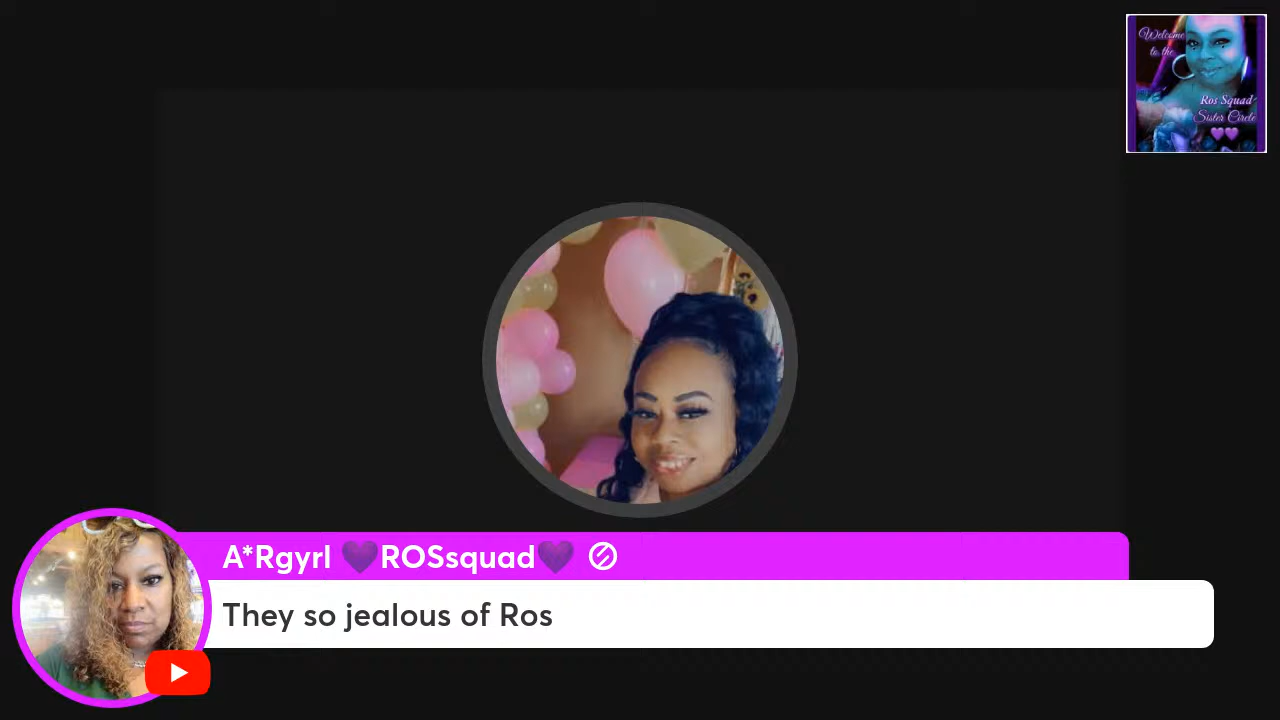 Welcome
to the
Ros Squad
Sister Circle
A*Rgyrl 💜ROSsquad💜
They so jealous of Ros